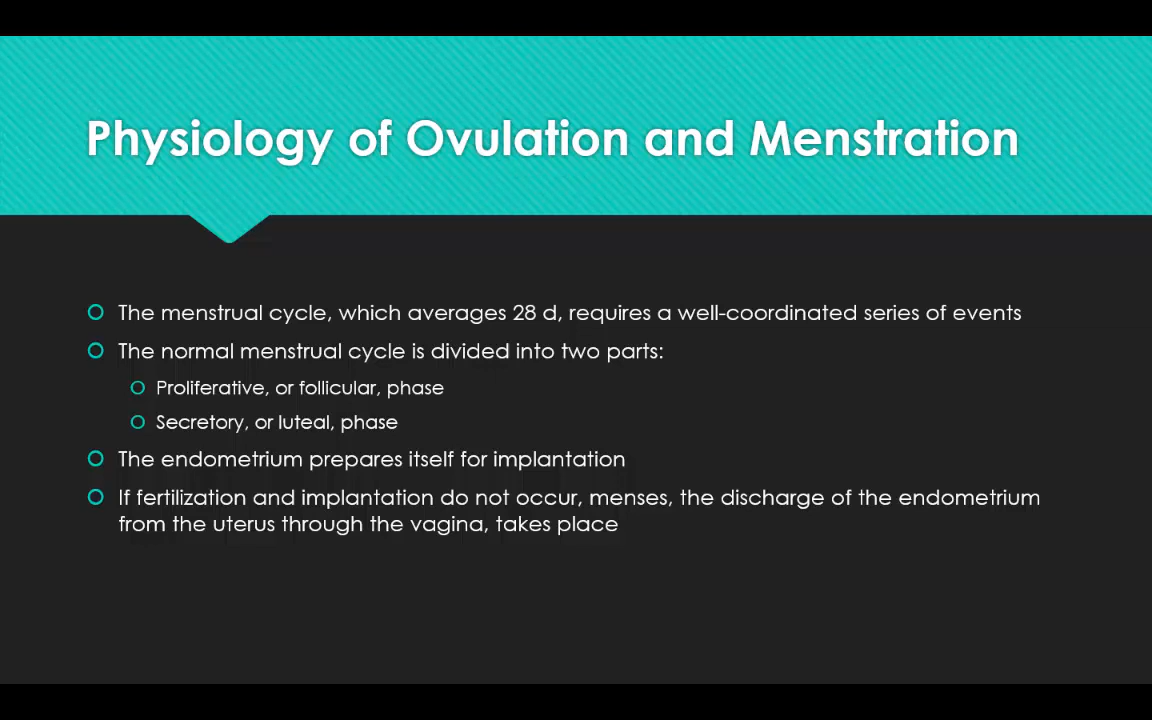 Physiology of Ovulation and Menstration
The menstrual cycle, which averages 28 d, requires a well-coordinated series of events
The normal menstrual cycle is divided into two parts:
Proliferative, or follicular, phase
Secretory, or luteal, phase
The endometrium prepares itself for implantation
If fertilization and implantation do not occur, menses, the discharge of the endometrium
from the uterus through the vagina, takes place